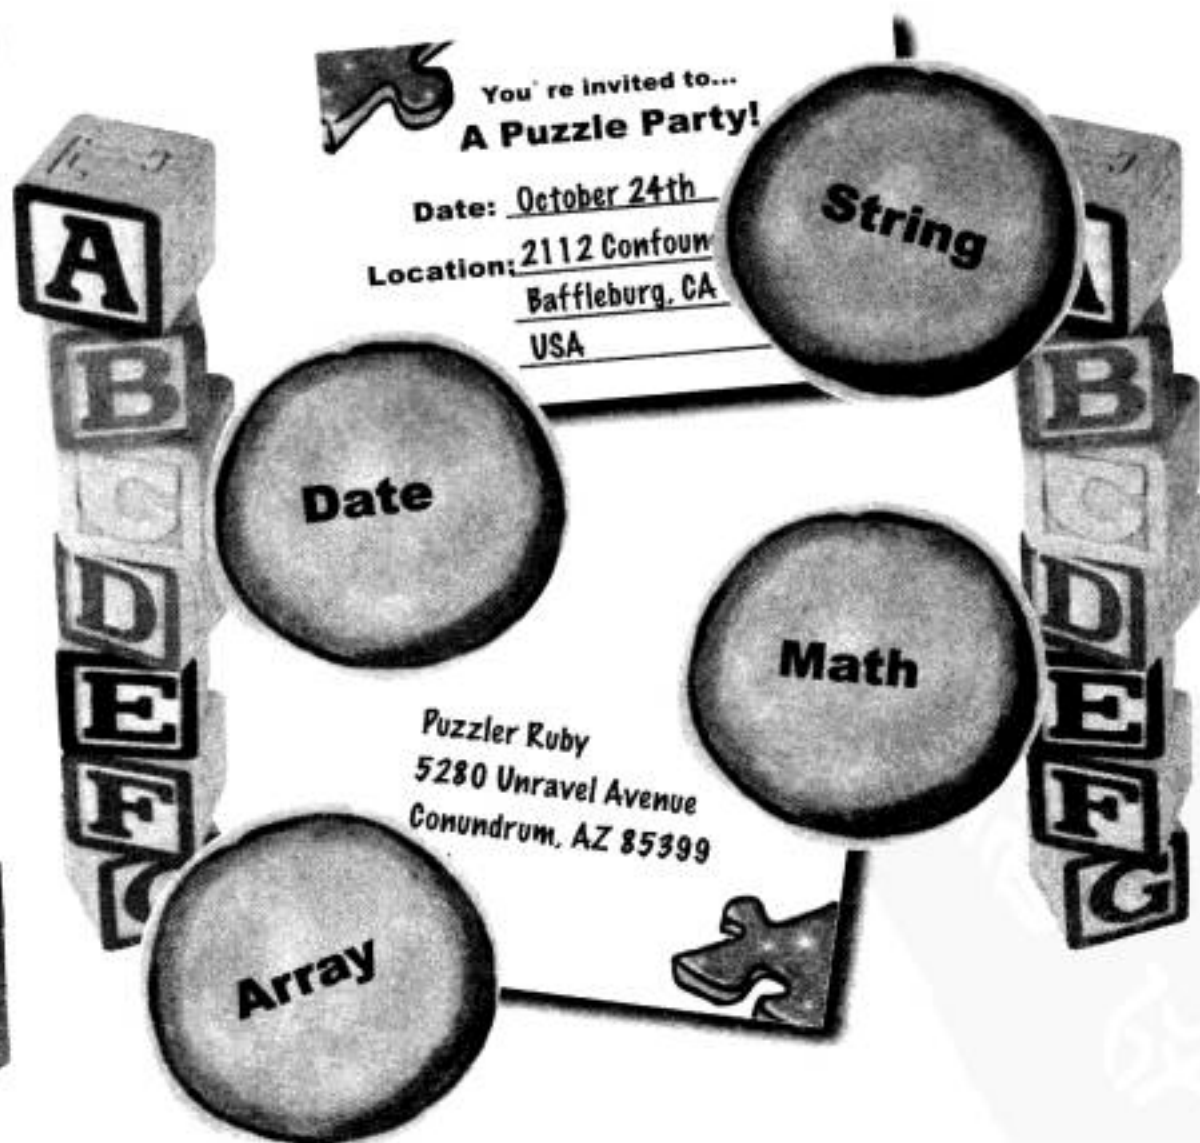 You' re invited to...
A Puzzle Party!
Date: October 24th
Location: 2112
Baffleburg, CA
USA
String
Date
Math
Puzzler Ruby
5280 Unravel Avenue
Conundrum, AZ 85399
Array
A
B
C
D
E
F
A
B
C
D
E
F
G